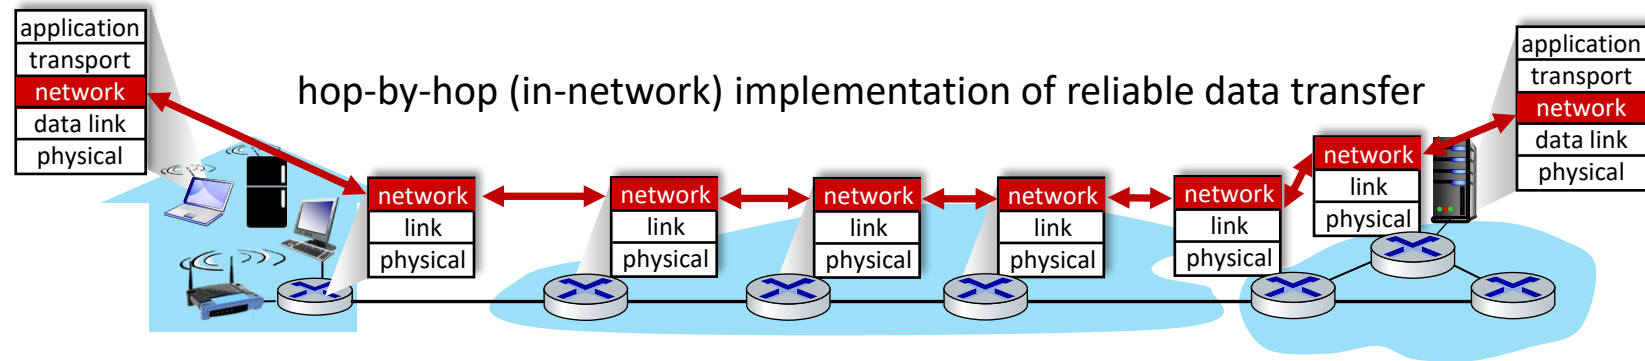 application
transport
network
data link
physical
hop-by-hop (in-network) implementation of reliable data transfer
network
link
physical
network
link
physical
network
link
physical
network
link
physical
network
link
physical
network
link
physical
application
transport
network
data link
physical